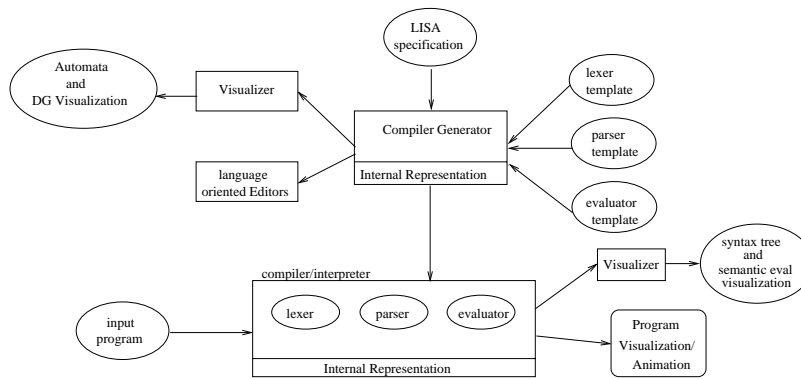 LISA
specification
Automata
and
DG Visualization
Visualizer
lexer
template
Compiler Generator
parser
template
Internal Representation
language
oriented Editors
evaluator
template
syntax tree
and
semantic eval
visualization
Visualizer
compiler/interpreter
input
program
lexer
parser
evaluator
Program
Visualization/
Animation
Internal Representation